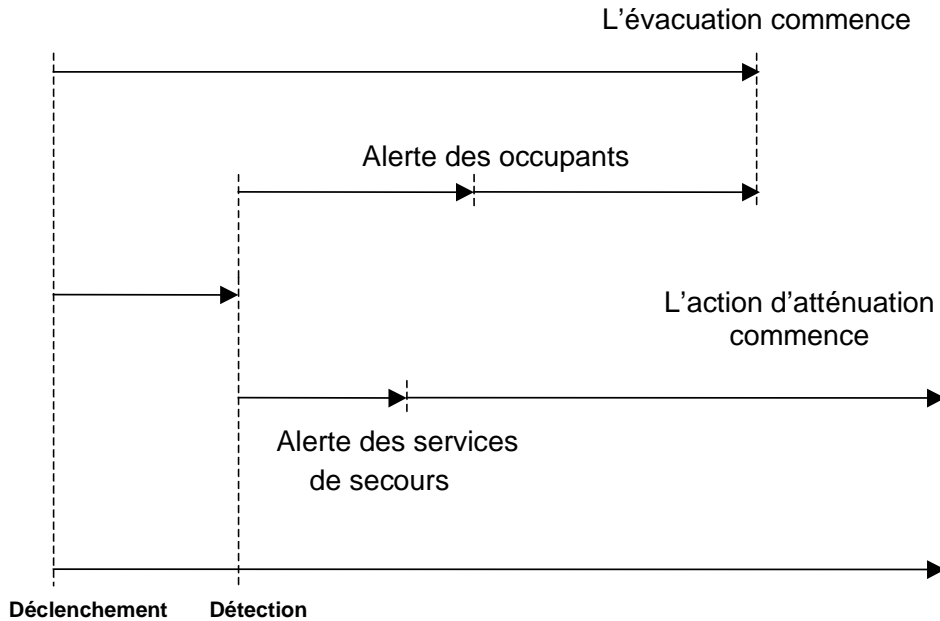 L'évacuation commence
Alerte des occupants
L'action d'atténuation
commence
Alerte des services
de secours
Déclenchement
Détection